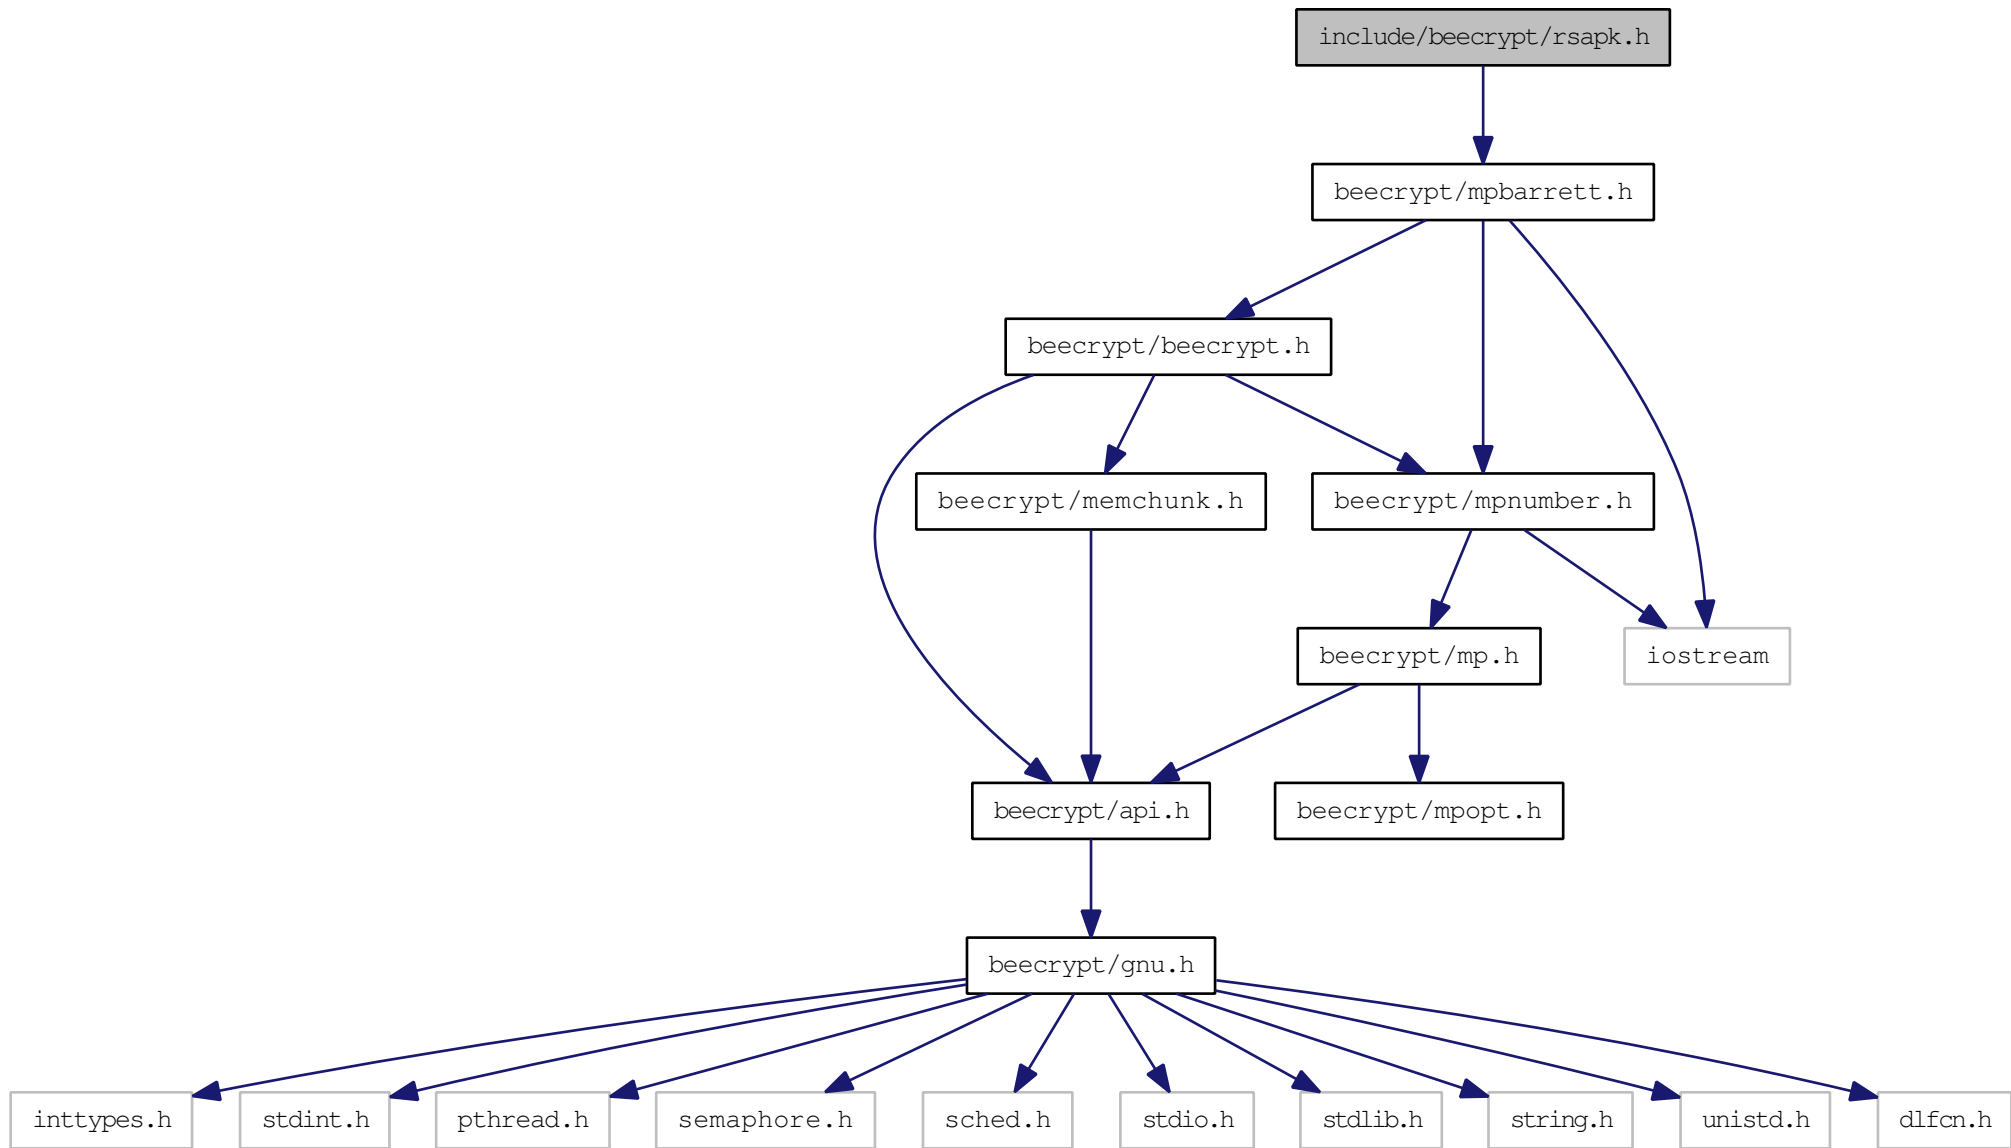 include/beecrypt/rsapk.h
beecrypt/mpbarrett.h
beecrypt/beecrypt.h
beecrypt/memchunk.h
beecrypt/mpnumber.h
beecrypt/mp.h
iostream
beecrypt/api.h
beecrypt/mpopt.h
beecrypt/gnu.h
inttypes.h
stdint.h
pthread.h
semaphore.h
sched.h
stdio.h
stdlib.h
string.h
unistd.h
dlfcn.h